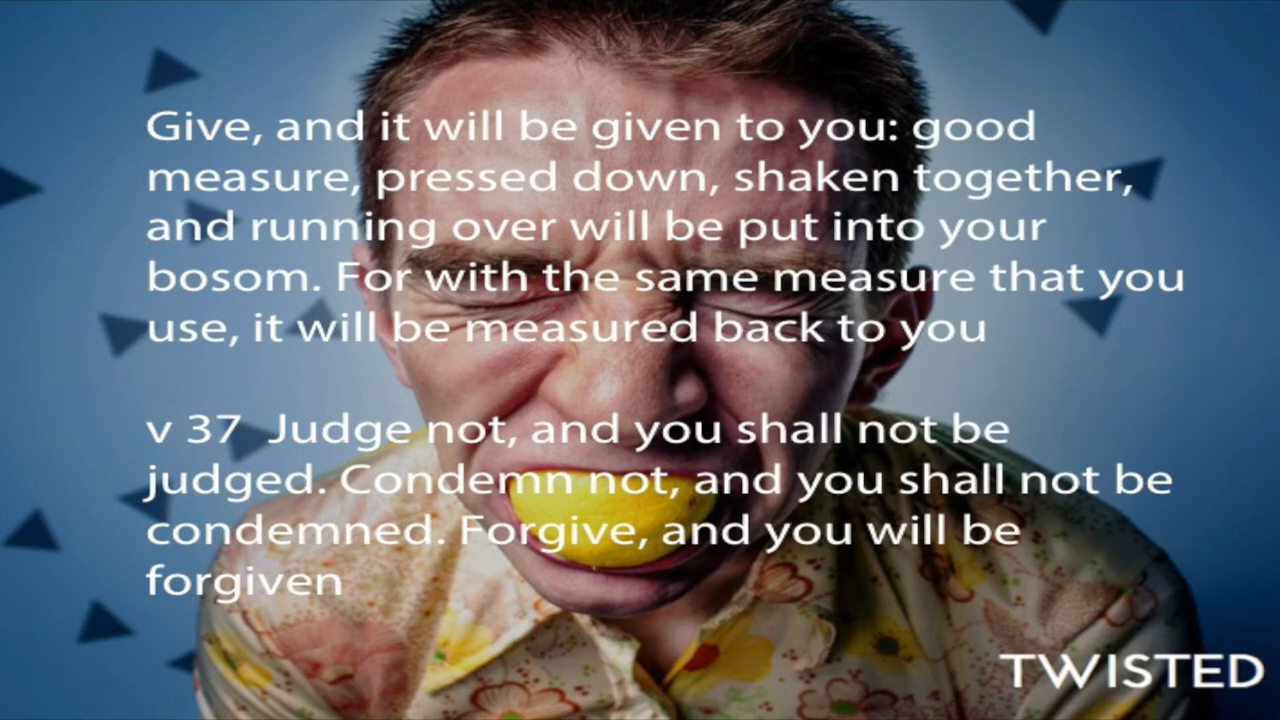 Give, and it will be given to you: good
measure, pressed down, shaken together,
and running over will be put into your
bosom. For with the same measure that you
use, it will be measured back to you
v 37 Judge not, and you shall not be
judged. Condemn not, and you shall not be
condemned. Forgive, and you will be
forgiven
TWISTED